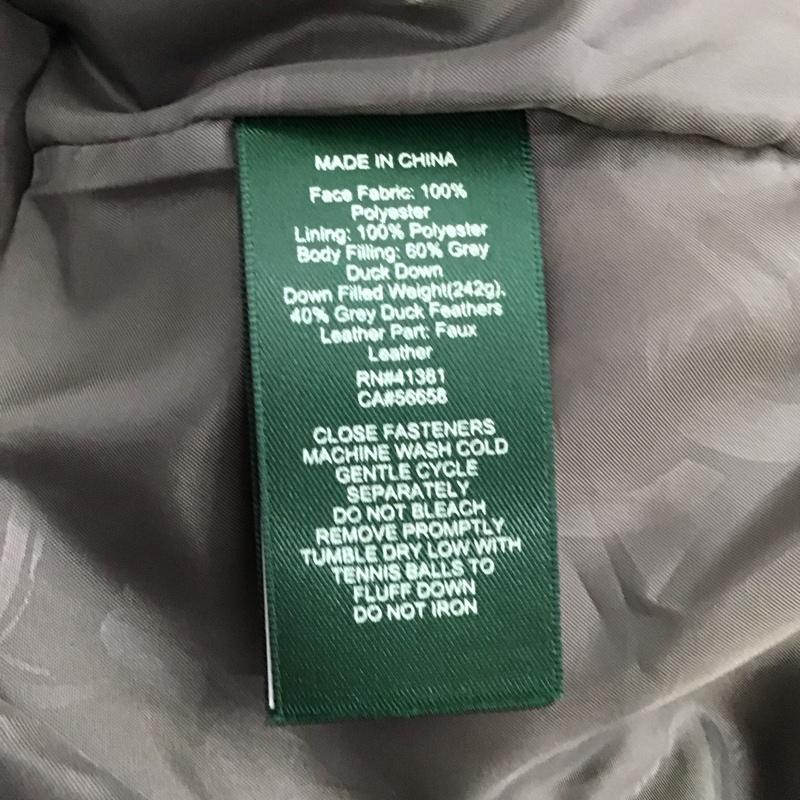 MADE IN CHINA
Face Fabric: 100%
Polyester
Lining: 100% Polyester
Body Filling: 60% Grey
Duck Down
Down Filled Weight(242g),
40% Grey Duck Feathers
Leather Part: Faux
Leather
RN#41381
CA#56658
CLOSE FASTENERS
MACHINE WASH COLD
GENTLE CYCLE
SEPARATELY
DO NOT BLEACH
REMOVE PROMPTLY
TUMBLE DRY LOW WITH
TENNIS BALLS TO
FLUFF DOWN
DO NOT IRON